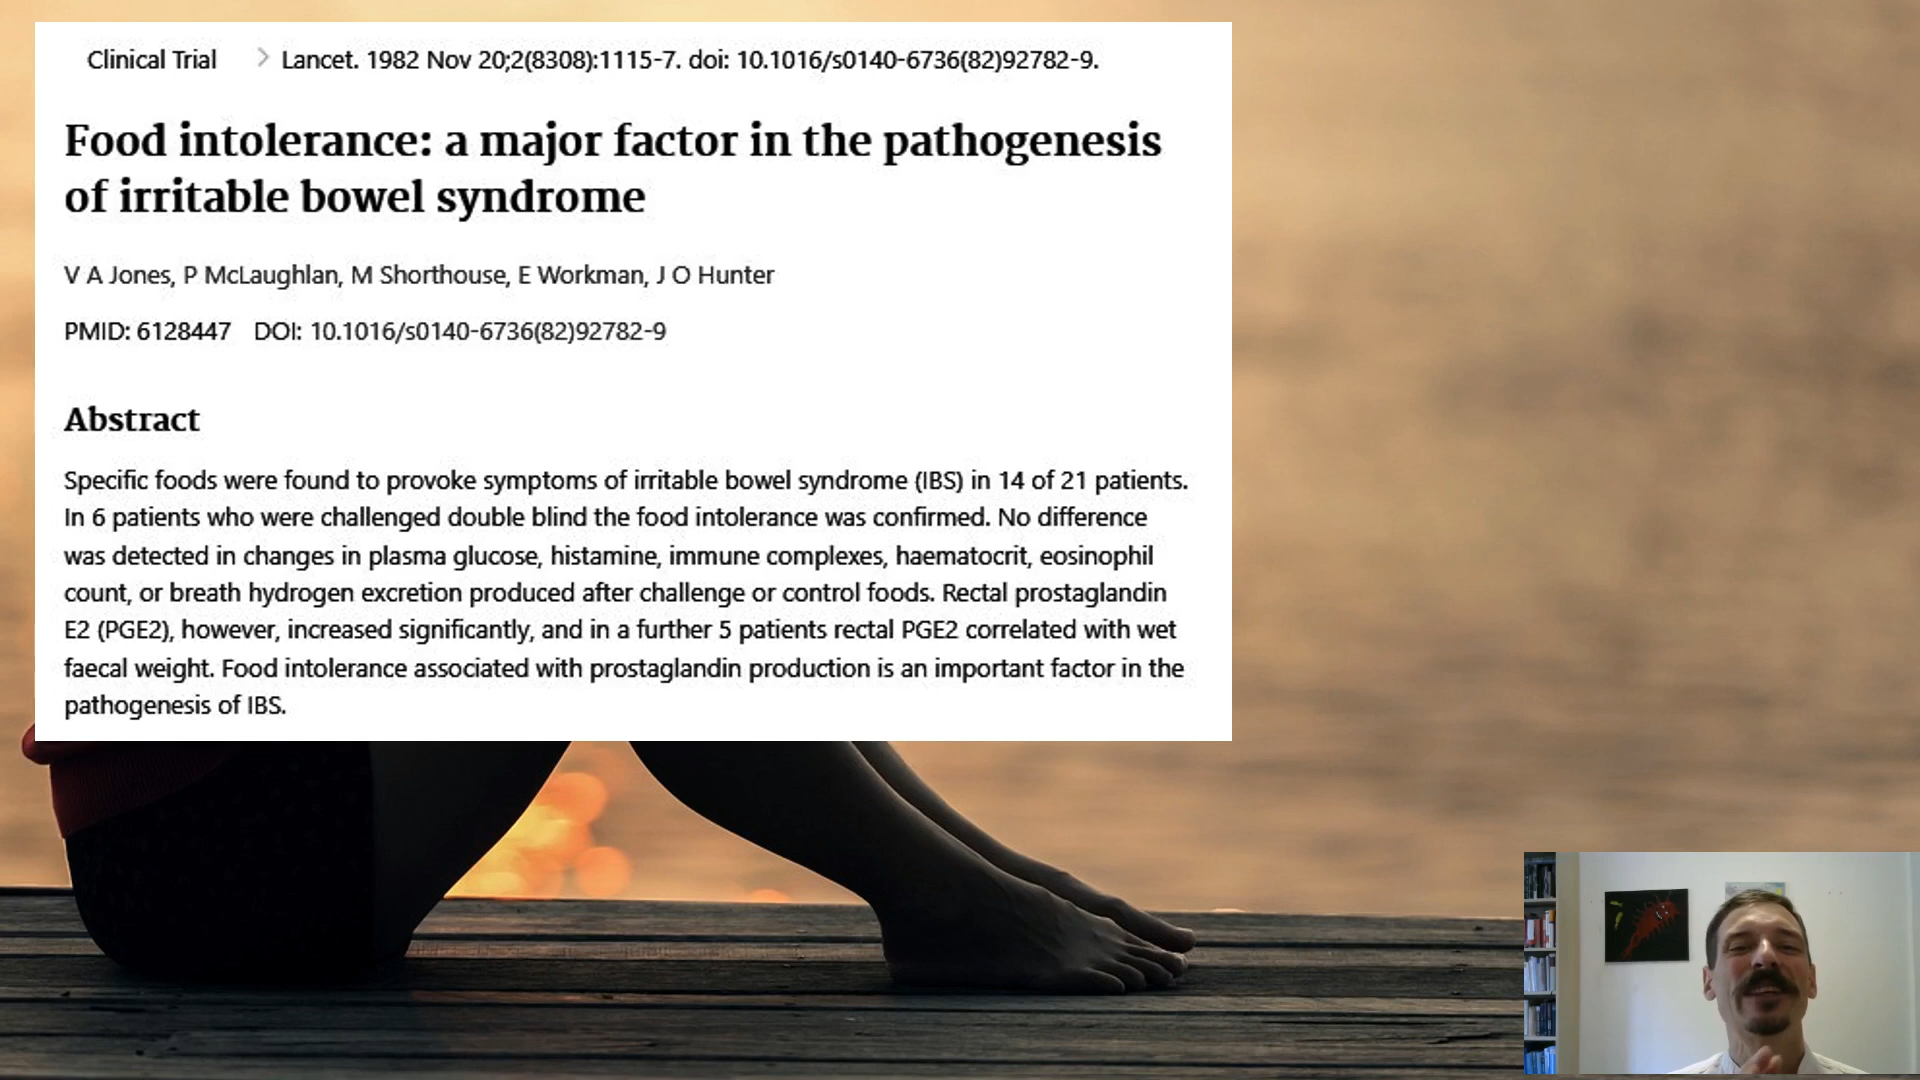 Clinical Trial > Lancet. 1982 Nov 20;2(8308):1115-7. doi: 10.1016/s0140-6736(82)92782-9.
Food intolerance: a major factor in the pathogenesis
of irritable bowel syndrome
V A Jones, P McLaughlan, M Shorthouse, E Workman, J O Hunter
PMID: 6128447 DOI: 10.1016/s0140-6736(82)92782-9
Abstract
Specific foods were found to provoke symptoms of irritable bowel syndrome (IBS) in 14 of 21 patients.
In 6 patients who were challenged double blind the food intolerance was confirmed. No difference
was detected in changes in plasma glucose, histamine, immune complexes, haematocrit, eosinophil
count, or breath hydrogen excretion produced after challenge or control foods. Rectal prostaglandin
E2 (PGE2), however, increased significantly, and in a further 5 patients rectal PGE2 correlated with wet
faecal weight. Food intolerance associated with prostaglandin production is an important factor in the
pathogenesis of IBS.